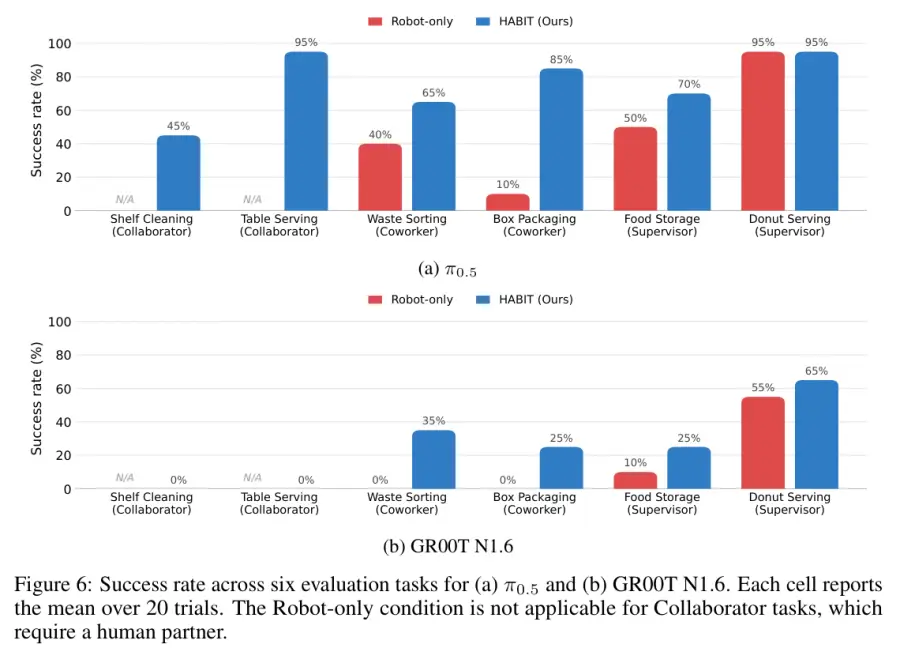 Robot-only HABIT (Ours)
100
80
60
40
20
0
Success rate (%)
N/A 45% N/A 95% 40% 65% 10% 85% 50% 70% 95% 95%
Shelf Cleaning Table Serving Waste Sorting Box Packaging Food Storage Donut Serving
(Collaborator) (Collaborator) (Coworker) (Coworker) (Supervisor) (Supervisor)
(a) π0.5
Robot-only HABIT (Ours)
100
80
60
40
20
0
Success rate (%)
N/A 0% N/A 0% 0% 35% 0% 25% 10% 25% 55% 65%
Shelf Cleaning Table Serving Waste Sorting Box Packaging Food Storage Donut Serving
(Collaborator) (Collaborator) (Coworker) (Coworker) (Supervisor) (Supervisor)
(b) GR00T N1.6
Figure 6: Success rate across six evaluation tasks for (a) π0.5 and (b) GR00T N1.6. Each cell reports
the mean over 20 trials. The Robot-only condition is not applicable for Collaborator tasks, which
require a human partner.